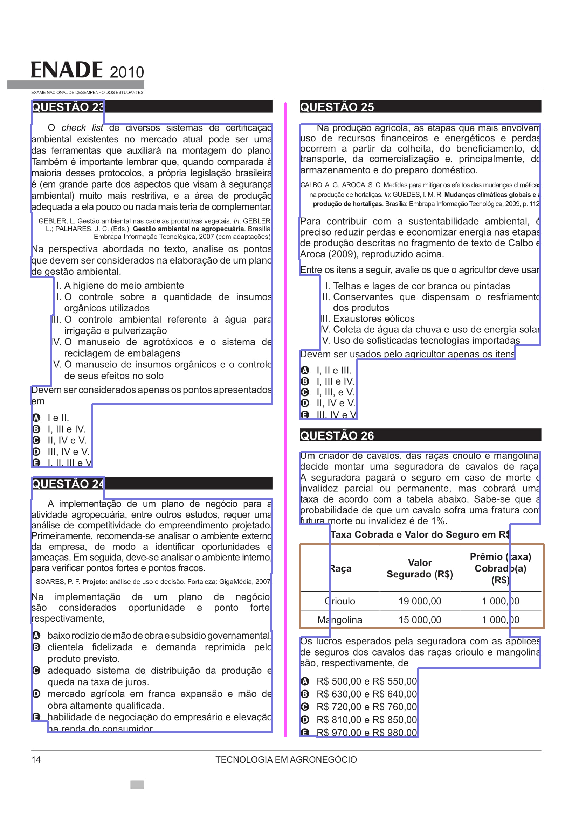 ENADE 2010
EXAME NACIONAL DE DESEMPENHO DOS ESTUDANTES
QUESTÃO 23
O check list de diversos sistemas de certificação
ambiental existentes no mercado atual pode ser uma
das ferramentas que auxiliará na montagem do plano.
Também é importante lembrar que, quando comparada à
maioria desses protocolos, a própria legislação brasileira
é (em grande parte dos aspectos que visam à segurança
ambiental) muito mais restritiva, e a área de produção
adequada a ela pouco ou nada mais teria de complementar.
GEBLER, L. Gestão ambiental nas cadeias produtivas vegetais. In: GEBLER,
L.; PALHARES, J. C. (Eds.). Gestão ambiental na agropecuária. Brasília:
Embrapa Informação Tecnológica, 2007 (com adaptações).
Na perspectiva abordada no texto, analise os pontos
que devem ser considerados na elaboração de um plano
de gestão ambiental.
I. A higiene do meio ambiente
II. O controle sobre a quantidade de insumos
orgânicos utilizados
III. O controle ambiental referente à água para
irrigação e pulverização
IV. O manuseio de agrotóxicos e o sistema de
reciclagem de embalagens
V. O manuseio de insumos orgânicos e o controle
de seus efeitos no solo
Devem ser considerados apenas os pontos apresentados
em
A I e II.
B I, III e IV.
C II, IV e V.
D III, IV e V.
E I, II, III e V.
QUESTÃO 24
A implementação de um plano de negócio para a
atividade agropecuária, entre outros estudos, requer uma
análise de competitividade do empreendimento projetado.
Primeiramente, recomenda-se analisar o ambiente externo
da empresa, de modo a identificar oportunidades e
ameaças. Em seguida, deve-se analisar o ambiente interno,
para verificar pontos fortes e pontos fracos.
SOARES, P. F. Projeto: análise de uso e decisão. Fortaleza: GigaMedia, 2007.
Na implementação de um plano de negócio,
são considerados oportunidade e ponto forte,
respectivamente,
A baixo rodízio de mão de obra e subsídio governamental.
B clientela fidelizada e demanda reprimida pelo
produto previsto.
C adequado sistema de distribuição da produção e
queda na taxa de juros.
D mercado agrícola em franca expansão e mão de
obra altamente qualificada.
E habilidade de negociação do empresário e elevação
na renda do consumidor.
QUESTÃO 25
Na produção agrícola, as etapas que mais envolvem
uso de recursos financeiros e energéticos e perdas
ocorrem a partir da colheita, do beneficiamento, do
transporte, da comercialização e, principalmente, do
armazenamento e do preparo doméstico.
CALBO, A. G.; AROCA, S. C. Medidas para mitigar os efeitos das mudanças climáticas
na produção de hortaliças. In: GUEDES, I. M. R. Mudanças climáticas globais e a
produção de hortaliças. Brasília: Embrapa Informação Tecnológica, 2009, p. 112.
Para contribuir com a sustentabilidade ambiental, é
preciso reduzir perdas e economizar energia nas etapas
de produção descritas no fragmento de texto de Calbo e
Aroca (2009), reproduzido acima.
Entre os itens a seguir, avalie os que o agricultor deve usar.
I. Telhas e lages de cor branca ou pintadas
II. Conservantes que dispensam o resfriamento
dos produtos
III. Exaustores eólicos
IV. Coleta de água da chuva e uso de energia solar
V. Uso de sofisticadas tecnologias importadas
Devem ser usados pelo agricultor apenas os itens
A I, II e III.
B I, III e IV.
C I, III, e V.
D II, IV e V.
E III, IV e V.
QUESTÃO 26
Um criador de cavalos, das raças crioulo e mangolina,
decide montar uma seguradora de cavalos de raça.
A seguradora pagará o seguro em caso de morte ou
invalidez parcial ou permanente, mas cobrará uma
taxa de acordo com a tabela abaixo. Sabe-se que a
probabilidade de que um cavalo sofra uma fratura com
futura morte ou invalidez é de 1%.
Taxa Cobrada e Valor do Seguro em R$
Raça Valor Segurado (R$) Prêmio (taxa) Cobrado(a) (R$)
Crioulo 19 000,00 1 000,00
Mangolina 15 000,00 1 000,00
Os lucros esperados pela seguradora com as apólices
de seguros dos cavalos das raças crioulo e mangolina
são, respectivamente, de
A R$ 500,00 e R$ 550,00.
B R$ 630,00 e R$ 640,00.
C R$ 720,00 e R$ 760,00.
D R$ 810,00 e R$ 850,00.
E R$ 970,00 e R$ 980,00.
14
TECNOLOGIA EM AGRONEGÓCIO